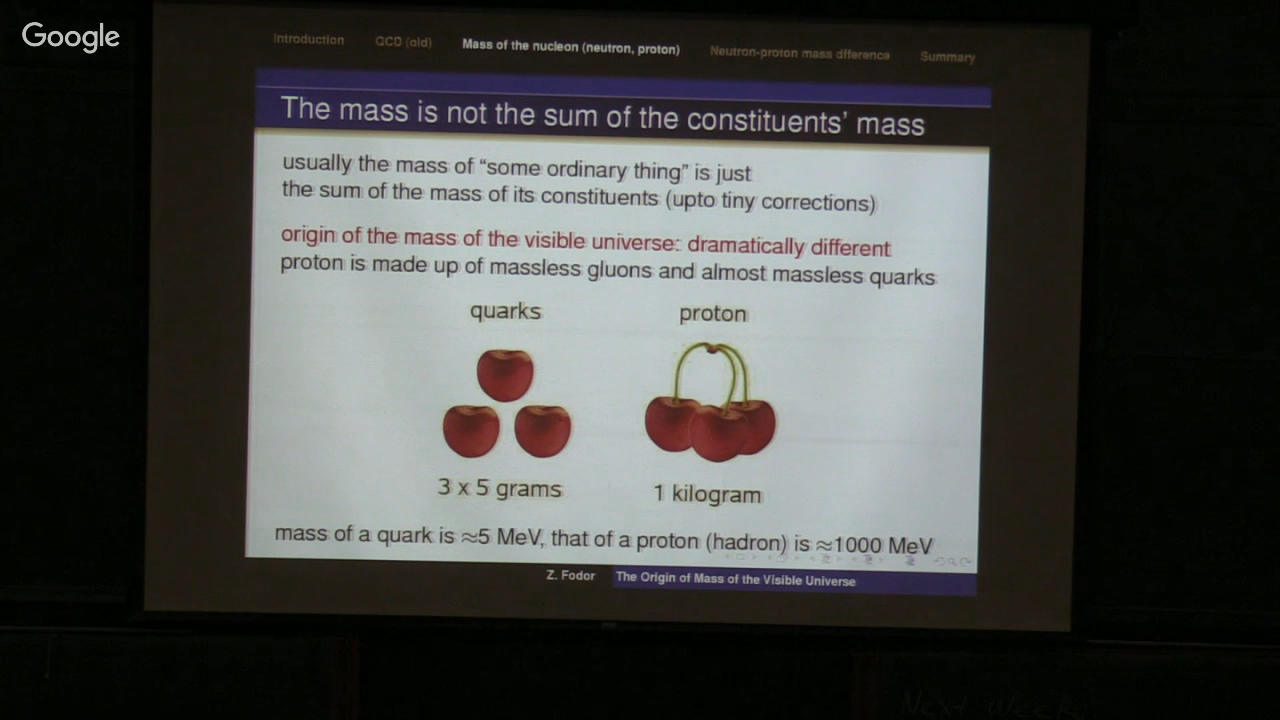 Google
Introduction QCD (old) Mass of the nucleon (neutron, proton) Neutron-proton mass difference Summary
The mass is not the sum of the constituents' mass
usually the mass of “some ordinary thing” is just
the sum of the mass of its constituents (upto tiny corrections)
origin of the mass of the visible universe: dramatically different
proton is made up of massless gluons and almost massless quarks
quarks proton
3 x 5 grams 1 kilogram
mass of a quark is ≈5 MeV, that of a proton (hadron) is ≈1000 MeV
Z. Fodor The Origin of Mass of the Visible Universe